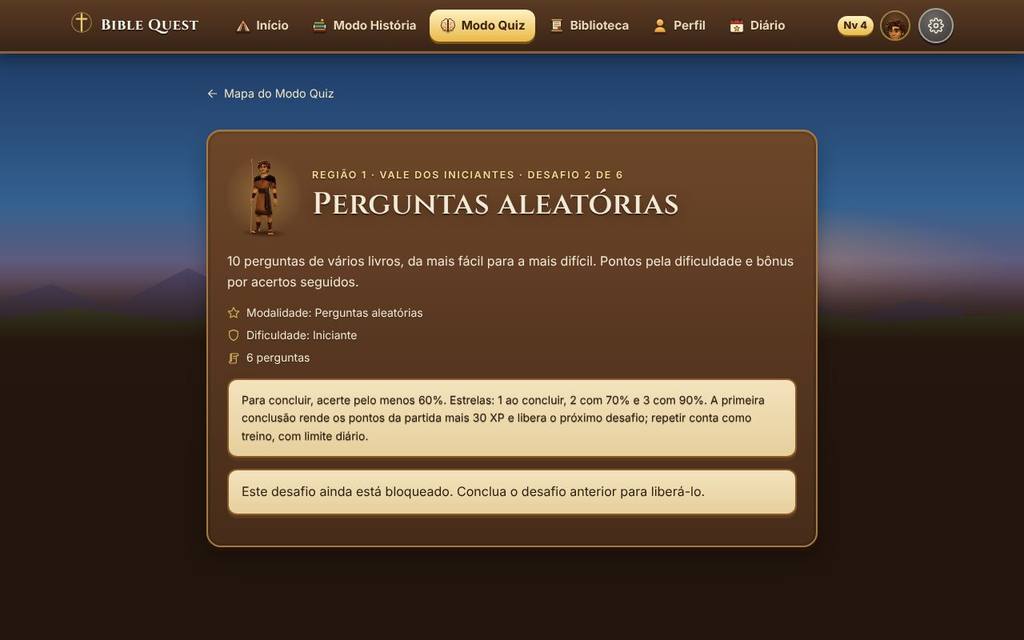 Bible Quest
Início
Modo História
Modo Quiz
Biblioteca
Perfil
Diário
Nv 4
← Mapa do Modo Quiz
REGIÃO 1 · VALE DOS INICIANTES · DESAFIO 2 DE 6
Perguntas aleatórias
10 perguntas de vários livros, da mais fácil para a mais difícil. Pontos pela dificuldade e bônus
por acertos seguidos.
Modalidade: Perguntas aleatórias
Dificuldade: Iniciante
6 perguntas
Para concluir, acerte pelo menos 60%. Estrelas: 1 ao concluir, 2 com 70% e 3 com 90%. A primeira
conclusão rende os pontos da partida mais 30 XP e libera o próximo desafio; repetir conta como
treino, com limite diário.
Este desafio ainda está bloqueado. Conclua o desafio anterior para liberá-lo.